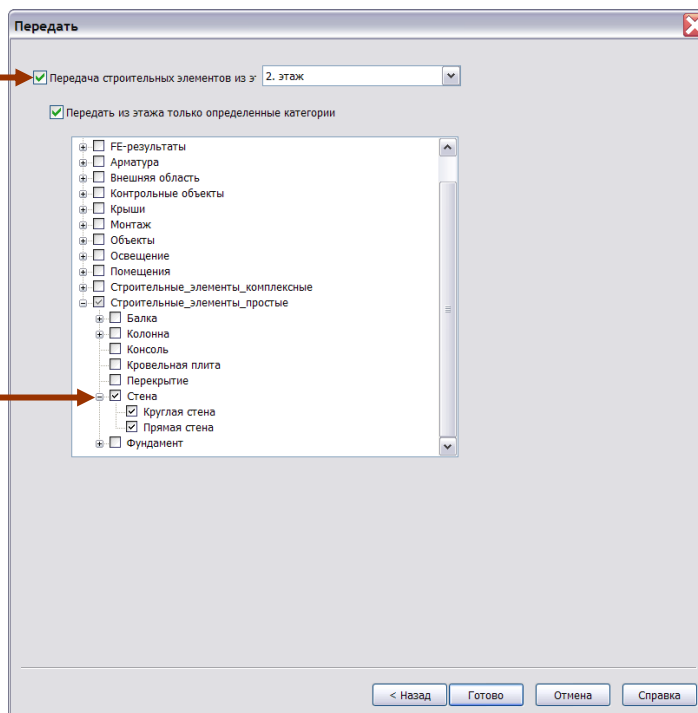 Передать
Передача строительных элементов из э 2. этаж
Передать из этажа только определенные категории
FE-результаты
Арматура
Внешняя область
Контрольные объекты
Крыши
Монтаж
Объекты
Освещение
Помещения
Строительные_элементы_комплексные
Строительные_элементы_простые
Балка
Колонна
Консоль
Кровельная плита
Перекрытие
Стена
Круглая стена
Прямая стена
Фундамент
< Назад Готово Отмена Справка